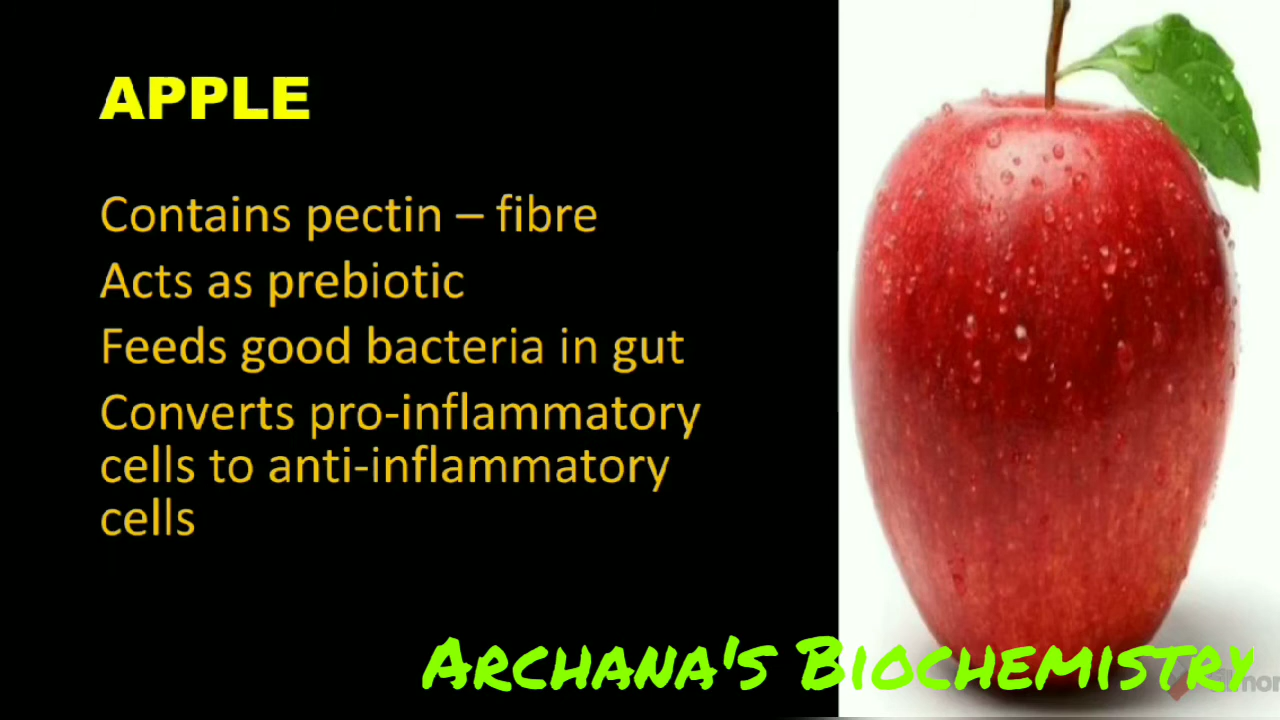 APPLE
Contains pectin – fibre
Acts as prebiotic
Feeds good bacteria in gut
Converts pro-inflammatory
cells to anti-inflammatory
cells
Archana's Biochemistry